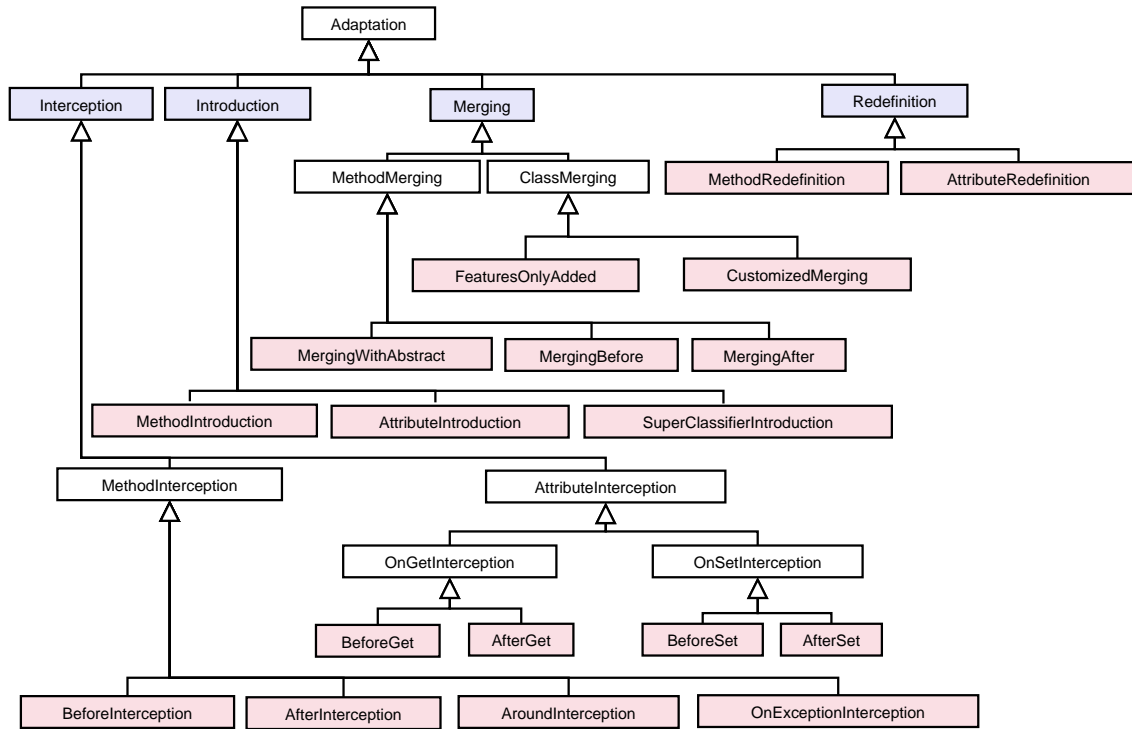 Adaptation
Interception
Introduction
Merging
Redefinition
MethodMerging
ClassMerging
MethodRedefinition
AttributeRedefinition
FeaturesOnlyAdded
CustomizedMerging
MergingWithAbstract
MergingBefore
MergingAfter
MethodIntroduction
AttributeIntroduction
SuperClassifierIntroduction
MethodInterception
AttributeInterception
OnGetInterception
OnSetInterception
BeforeGet
AfterGet
BeforeSet
AfterSet
BeforeInterception
AfterInterception
AroundInterception
OnExceptionInterception